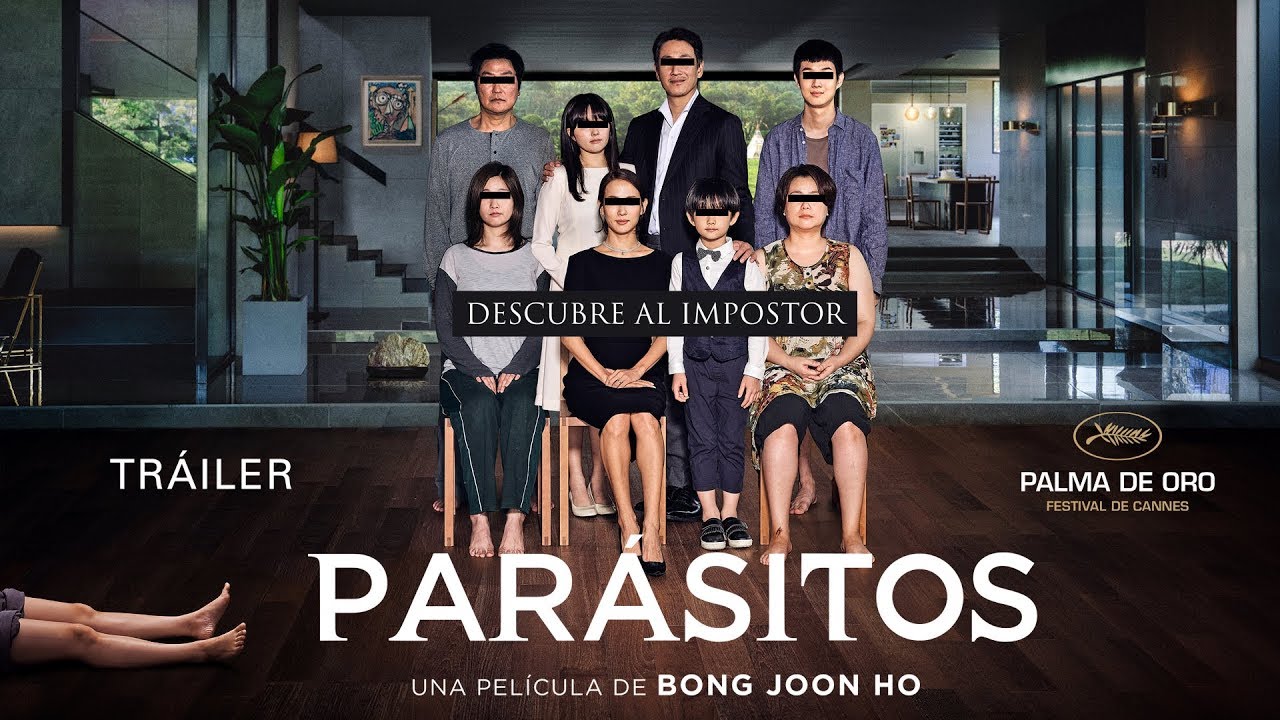 DESCUBRE AL IMPOSTOR
TRÁILER
PALMA DE ORO
FESTIVAL DE CANNES
PARÁSITOS
UNA PELÍCULA DE BONG JOON HO